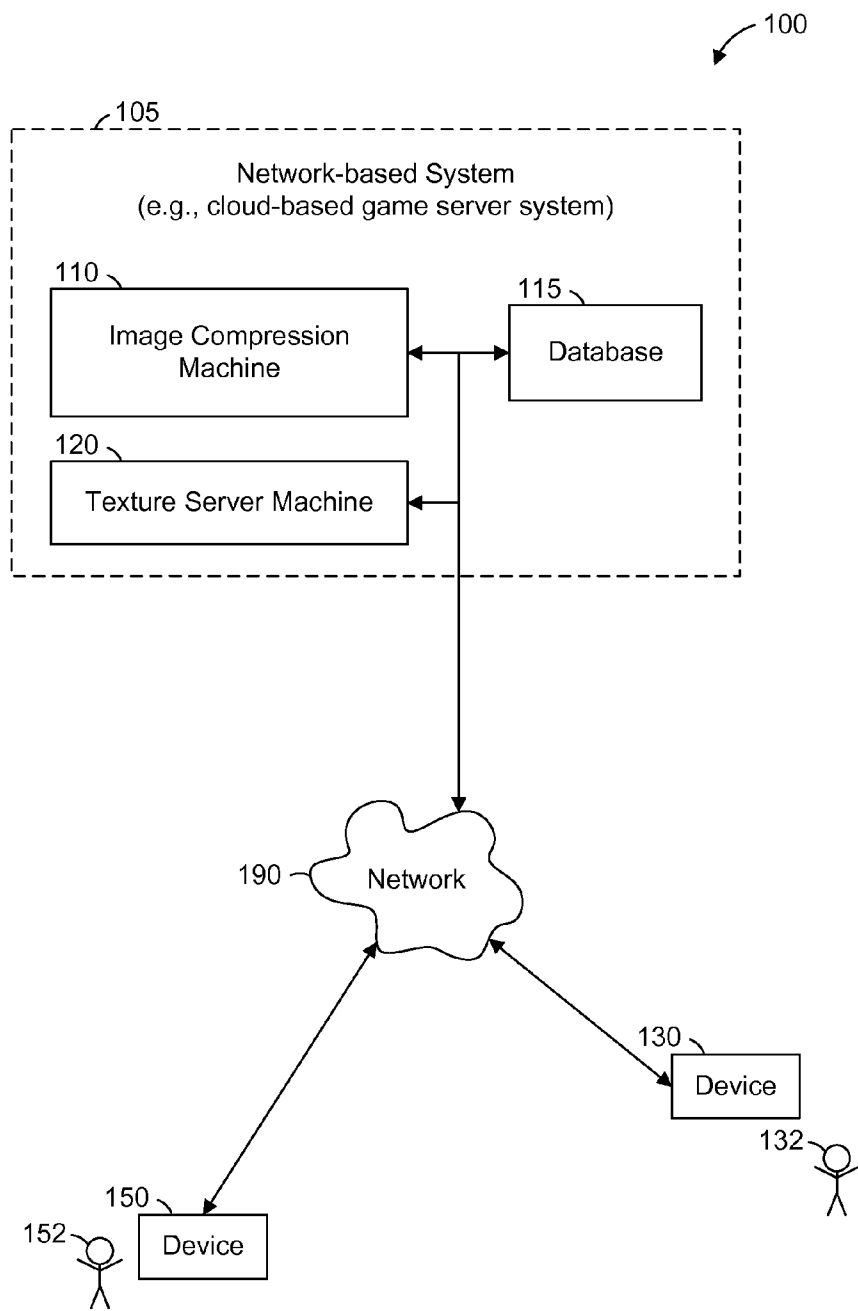 100
105
Network-based System
(e.g., cloud-based game server system)
110
Image Compression
Machine
115
Database
120
Texture Server Machine
190
Network
130
Device
132
150
Device
152